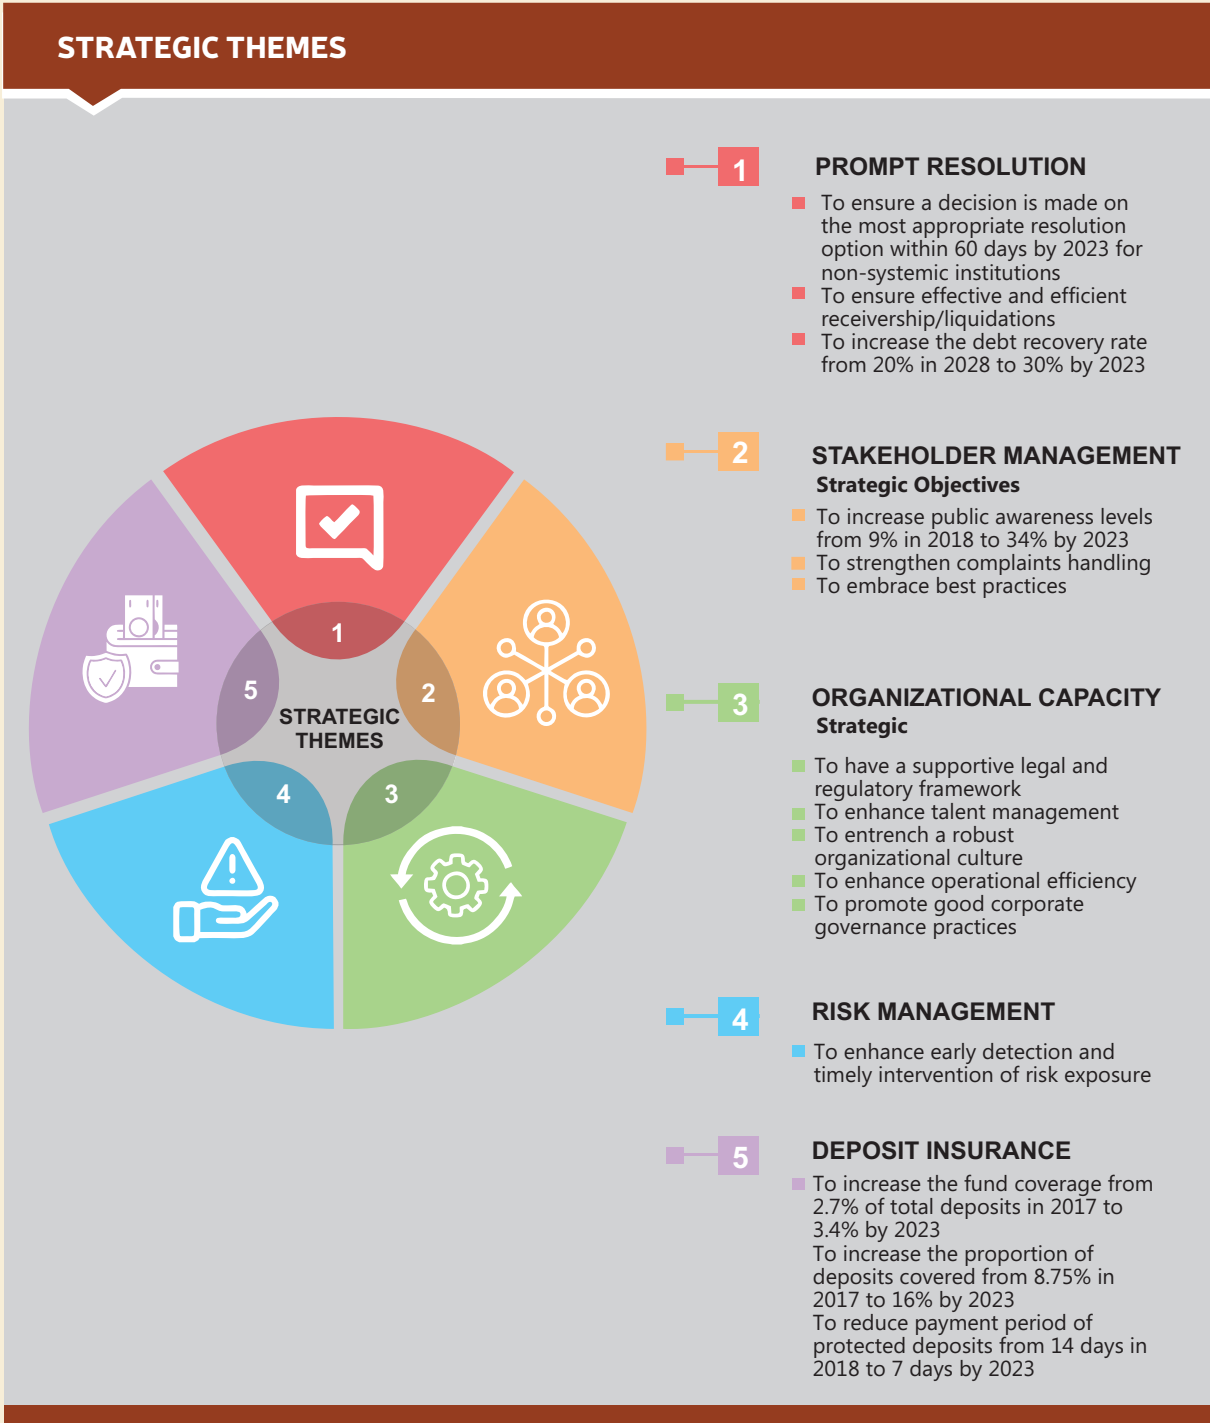 STRATEGIC THEMES
1
PROMPT RESOLUTION
To ensure a decision is made on
the most appropriate resolution
option within 60 days by 2023 for
non-systemic institutions
To ensure effective and efficient
receivership/liquidations
To increase the debt recovery rate
from 20% in 2028 to 30% by 2023
2
STAKEHOLDER MANAGEMENT
Strategic Objectives
To increase public awareness levels
from 9% in 2018 to 34% by 2023
To strengthen complaints handling
To embrace best practices
3
ORGANIZATIONAL CAPACITY
Strategic
To have a supportive legal and
regulatory framework
To enhance talent management
To entrench a robust
organizational culture
To enhance operational efficiency
To promote good corporate
governance practices
4
RISK MANAGEMENT
To enhance early detection and
timely intervention of risk exposure
5
DEPOSIT INSURANCE
To increase the fund coverage from
2.7% of total deposits in 2017 to
3.4% by 2023
To increase the proportion of
deposits covered from 8.75% in
2017 to 16% by 2023
To reduce payment period of
protected deposits from 14 days in
2018 to 7 days by 2023
1
2
3
4
5
STRATEGIC
THEMES